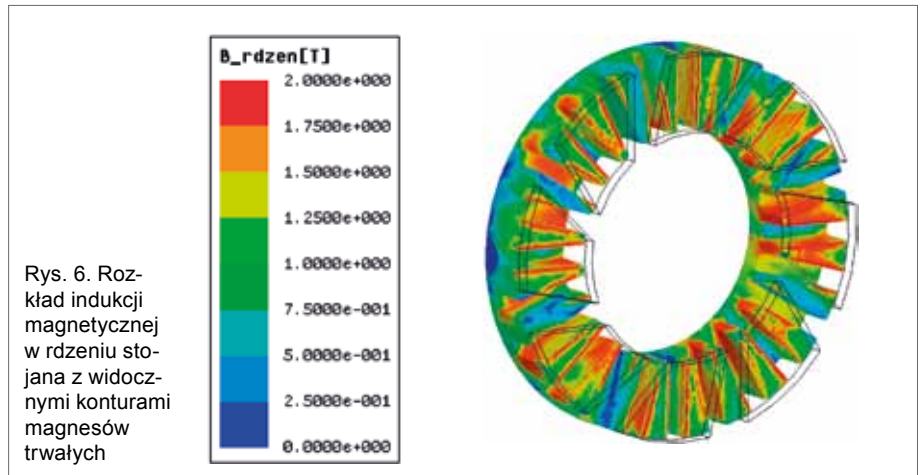 B_rdzen[T]
2.0000e+000
1.7500e+000
1.5000e+000
1.2500e+000
1.0000e+000
7.5000e-001
5.0000e-001
2.5000e-001
0.0000e+000
Rys. 6. Roz-
kład indukcji
magnetycznej
w rdzeniu sto-
jana z widocz-
nymi konturami
magnesów
trwałych